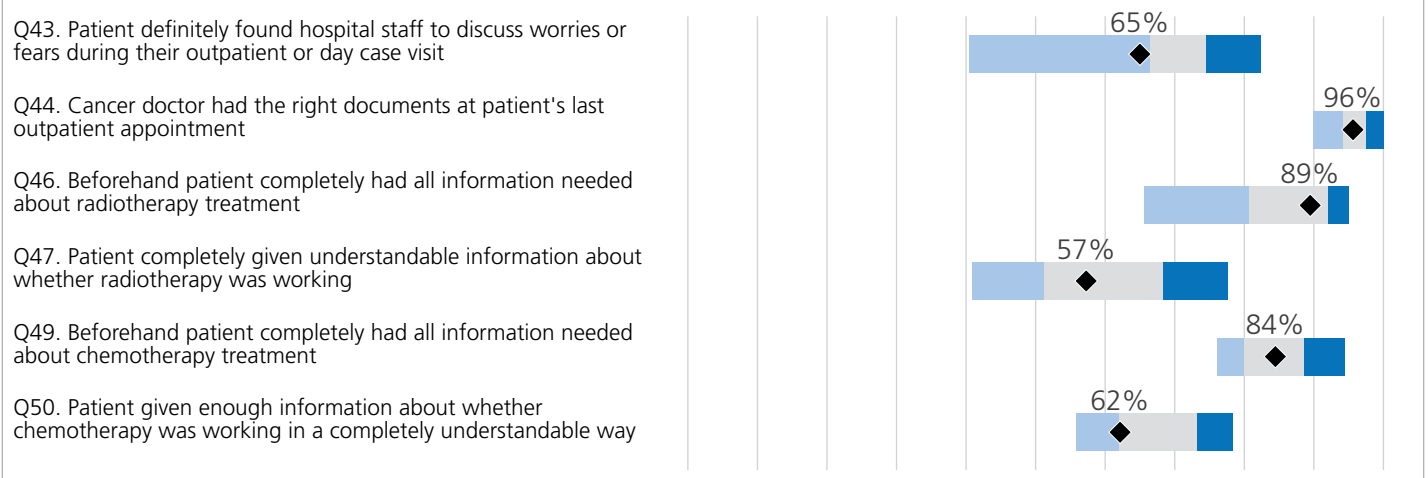 Q43. Patient definitely found hospital staff to discuss worries or
fears during their outpatient or day case visit
65%
Q44. Cancer doctor had the right documents at patient's last
outpatient appointment
96%
Q46. Beforehand patient completely had all information needed
about radiotherapy treatment
89%
Q47. Patient completely given understandable information about
whether radiotherapy was working
57%
Q49. Beforehand patient completely had all information needed
about chemotherapy treatment
84%
Q50. Patient given enough information about whether
chemotherapy was working in a completely understandable way
62%